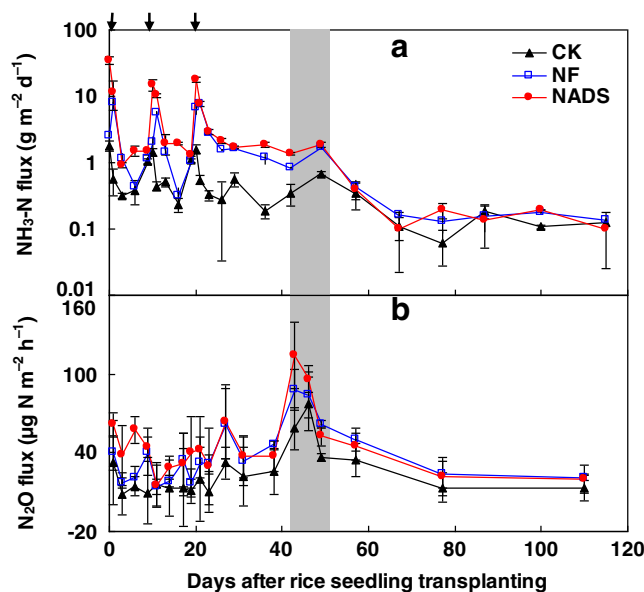 100
10
1
0.1
0.01
NH₃-N flux (g m⁻² d⁻¹)
a
CK
NF
NADS
160
100
40
-20
N₂O flux (µg N m⁻² h⁻¹)
b
0 20 40 60 80 100 120
Days after rice seedling transplanting